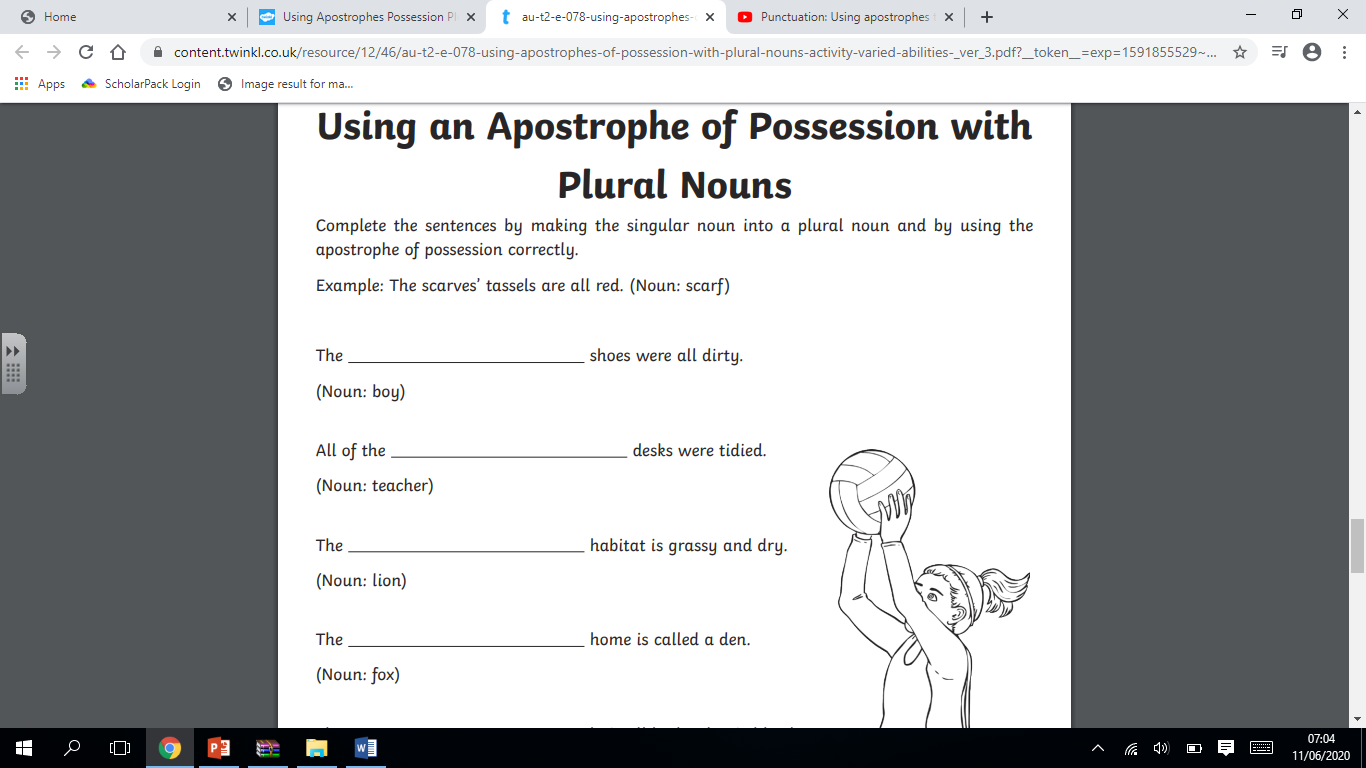 Home
Using Apostrophes Possession Pl
au-t2-e-078-using-apostrophes-
Punctuation: Using apostrophes
content.twinkl.co.uk/resource/12/46/au-t2-e-078-using-apostrophes-of-possession-with-plural-nouns-activity-varied-abilities-_ver_3.pdf?__token__=exp=1591855529~...
Apps
ScholarPack Login
Image result for ma...
Using an Apostrophe of Possession with
Plural Nouns
Complete the sentences by making the singular noun into a plural noun and by using the
apostrophe of possession correctly.
Example: The scarves’ tassels are all red. (Noun: scarf)
The _________________________ shoes were all dirty.
(Noun: boy)
All of the _________________________ desks were tidied.
(Noun: teacher)
The _________________________ habitat is grassy and dry.
(Noun: lion)
The _________________________ home is called a den.
(Noun: fox)
07:04
11/06/2020